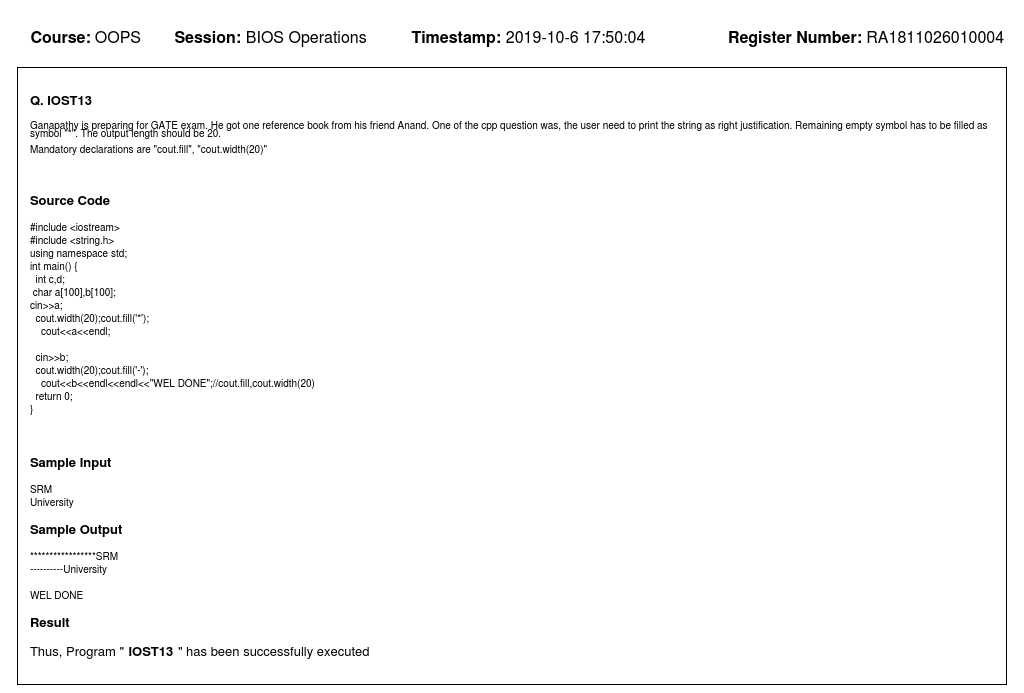 Course: OOPS Session: BIOS Operations Timestamp: 2019-10-6 17:50:04 Register Number: RA1811026010004
Q. IOST13
Ganapathy is preparing for GATE exam. He got one reference book from his friend Anand. One of the cpp question was, the user need to print the string as right justification. Remaining empty symbol has to be filled as
symbol "*". The output length should be 20.
Mandatory declarations are "cout.fill", "cout.width(20)"
Source Code
#include <iostream>
#include <string.h>
using namespace std;
int main() {
int c,d;
char a[100],b[100];
cin>>a;
cout.width(20);cout.fill('*');
cout<<a<<endl;
cin>>b;
cout.width(20);cout.fill('-');
cout<<b<<endl<<endl<<"WEL DONE";//cout.fill,cout.width(20)
return 0;
}
Sample Input
SRM
University
Sample Output
*****************SRM
----------University
WEL DONE
Result
Thus, Program " IOST13 " has been successfully executed